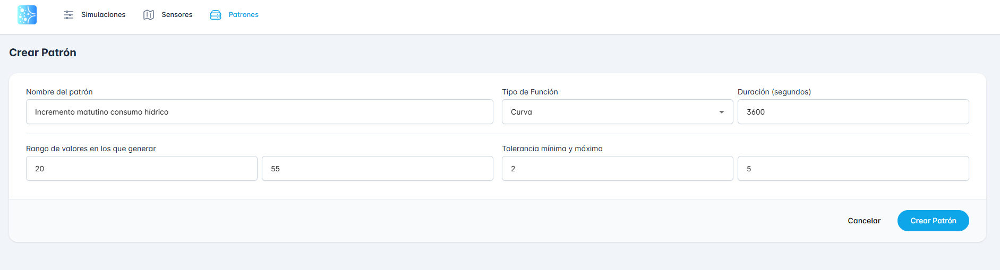 Simulaciones
Sensores
Patrones
Crear Patrón
Nombre del patrón
Tipo de Función
Duración (segundos)
Incremento matutino consumo hídrico
Curva
3600
Rango de valores en los que generar
Tolerancia mínima y máxima
20
55
2
5
Cancelar
Crear Patrón